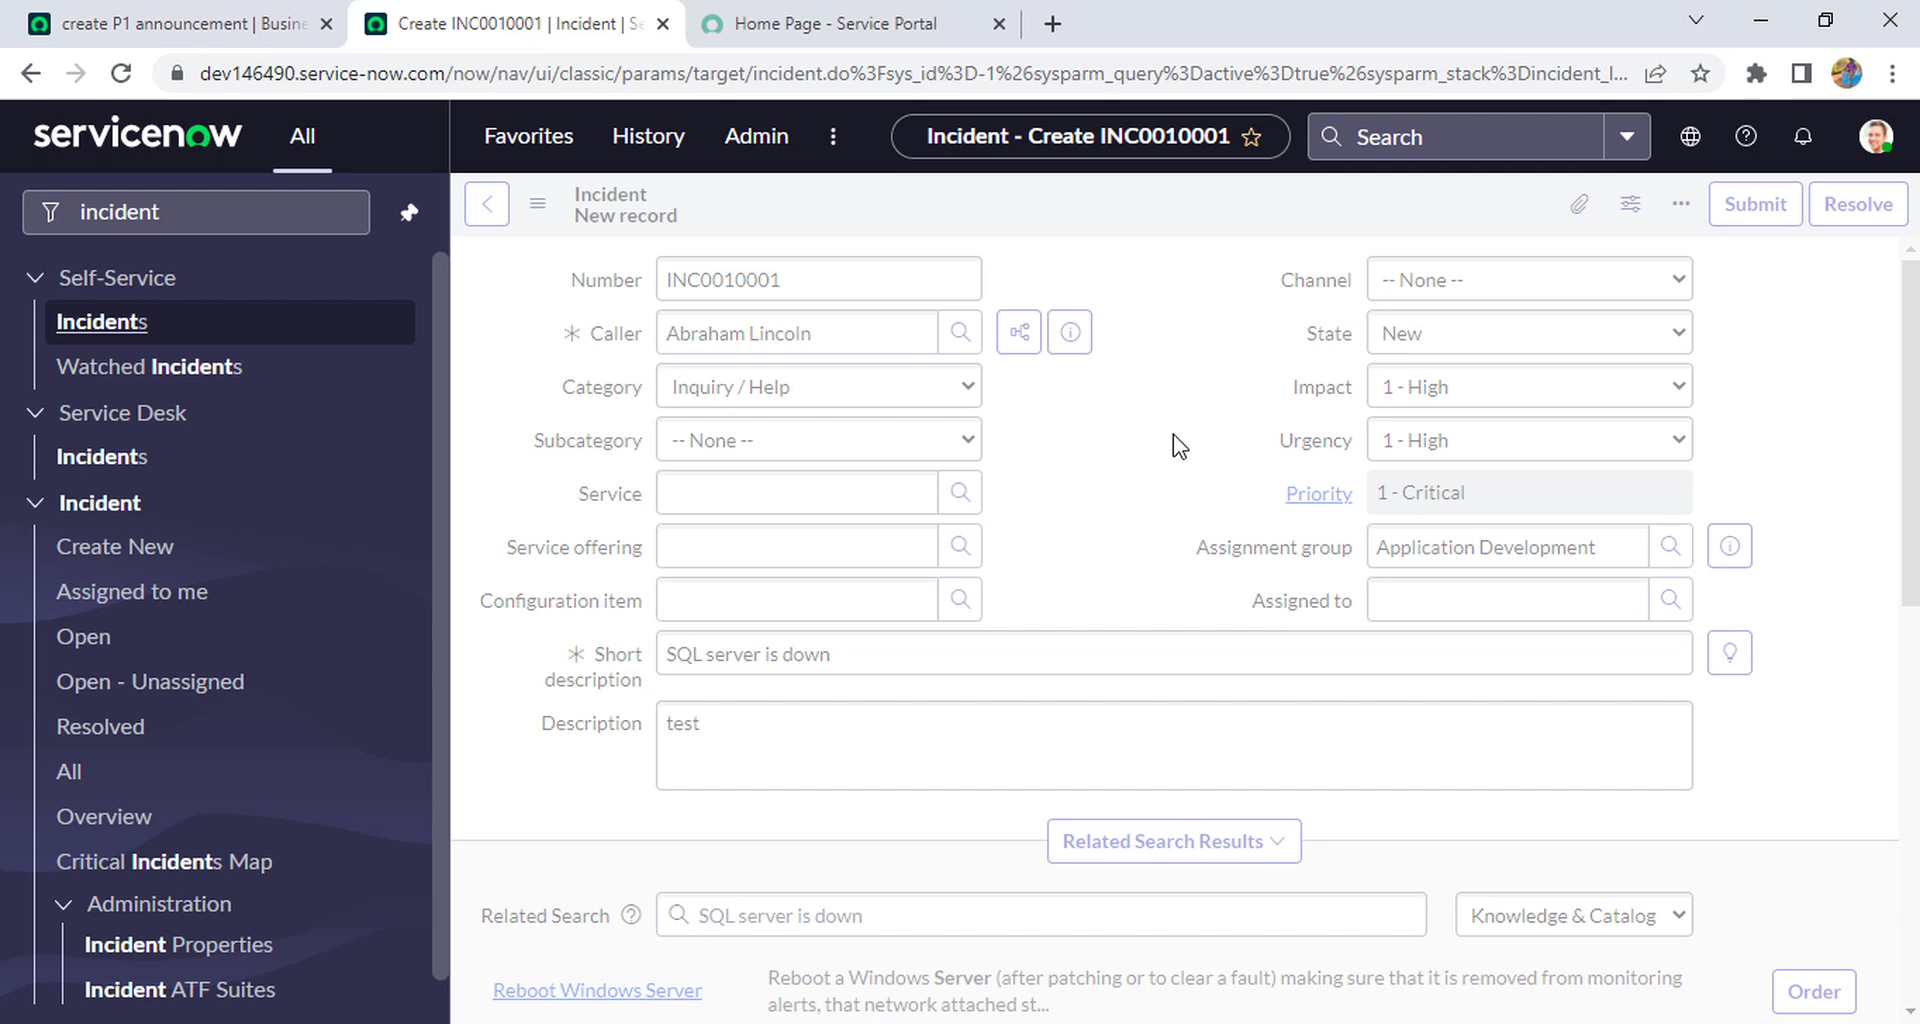 create P1 announcement | Busine
Create INC0010001 | Incident | Se
Home Page - Service Portal
dev146490.service-now.com/now/nav/ui/classic/params/target/incident.do%3Fsys_id%3D-1%26sysparm_query%3Dactive%3Dtrue%26sysparm_stack%3Dincident_l...
servicenow
All
Favorites
History
Admin
Incident - Create INC0010001
Search
incident
Self-Service
Incidents
Watched Incidents
Service Desk
Incidents
Incident
Create New
Assigned to me
Open
Open - Unassigned
Resolved
All
Overview
Critical Incidents Map
Administration
Incident Properties
Incident ATF Suites
Incident
New record
Submit
Resolve
Number INC0010001
Channel -- None --
Caller Abraham Lincoln
State New
Category Inquiry / Help
Impact 1 - High
Subcategory -- None --
Urgency 1 - High
Service
Priority 1 - Critical
Service offering
Assignment group Application Development
Configuration item
Assigned to
Short description SQL server is down
Description test
Related Search Results
Related Search SQL server is down
Knowledge & Catalog
Reboot Windows Server
Reboot a Windows Server (after patching or to clear a fault) making sure that it is removed from monitoring
alerts, that network attached st...
Order